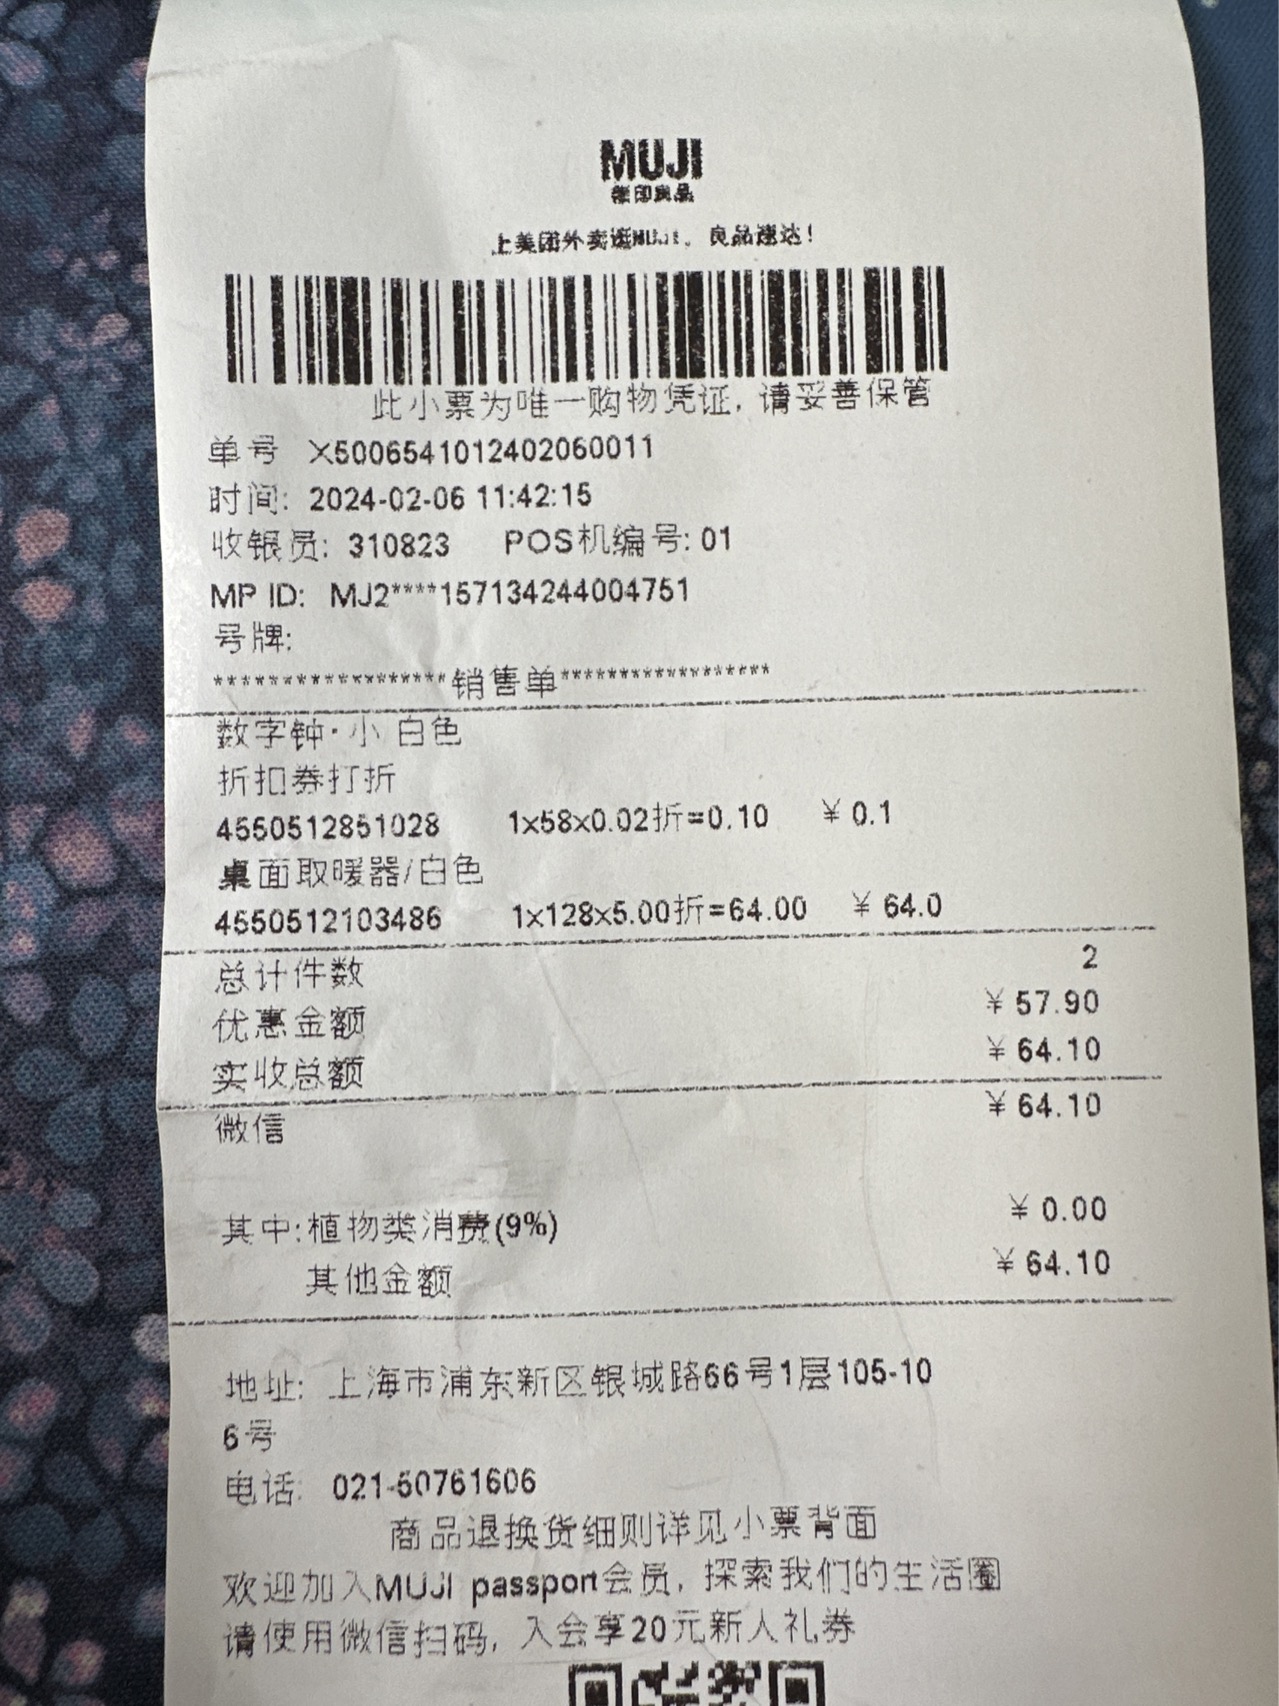 MUJI
無印良品
上美团外卖逛MUJI，良品速达！
此小票为唯一购物凭证，请妥善保管
单号 X5006541012402060011
时间: 2024-02-06 11:42:15
收银员: 310823 POS机编号: 01
MP ID: MJ2****157134244004751
号牌:
*******************销售单*******************
数字钟·小 白色
折扣券打折
4550512851028 1x58x0.02折=0.10 ￥0.1
桌面取暖器/白色
4550512103486 1x128x5.00折=64.00 ￥64.0
总计件数 2
优惠金额 ￥57.90
实收总额 ￥64.10
微信 ￥64.10
其中:植物类消费(9%) ￥0.00
其他金额 ￥64.10
地址: 上海市浦东新区银城路66号1层105-10
6号
电话: 021-50761606
商品退换货细则详见小票背面
欢迎加入MUJI passport会员，探索我们的生活圈
请使用微信扫码，入会享20元新人礼券